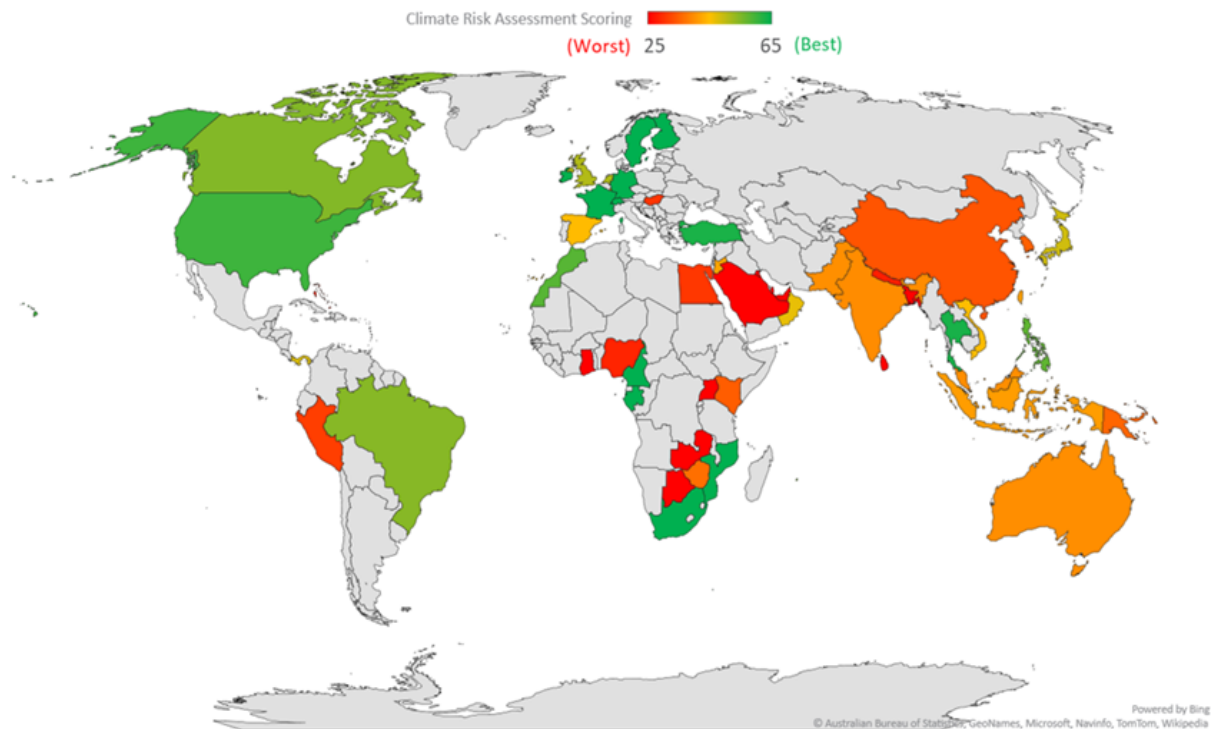 Climate Risk Assessment Scoring
(Worst) 25 65 (Best)
Powered by Bing
© Australian Bureau of Statistics, GeoNames, Microsoft, Navinfo, TomTom, Wikipedia